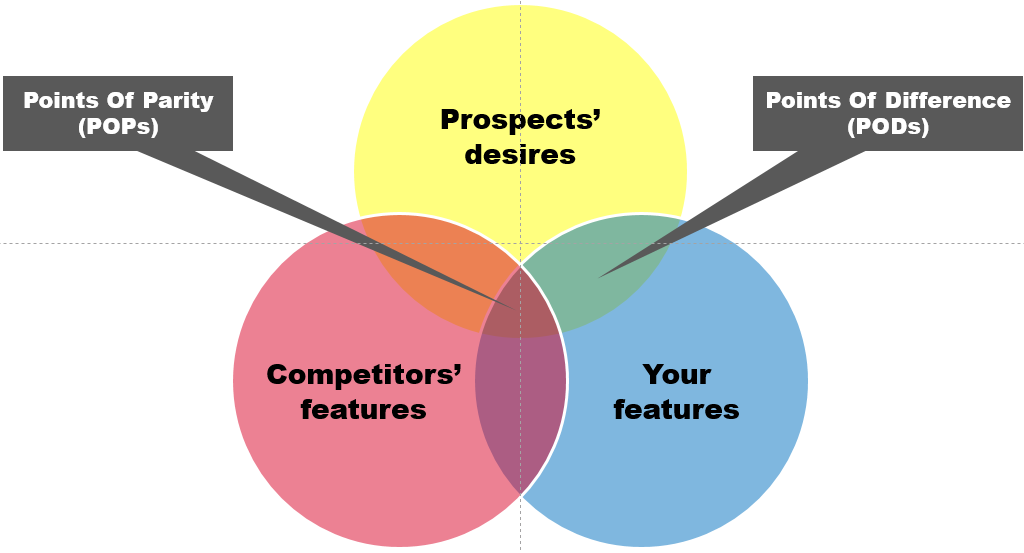 Points Of Parity
(POPs)
Points Of Difference
(PODs)
Prospects’
desires
Competitors’
features
Your
features